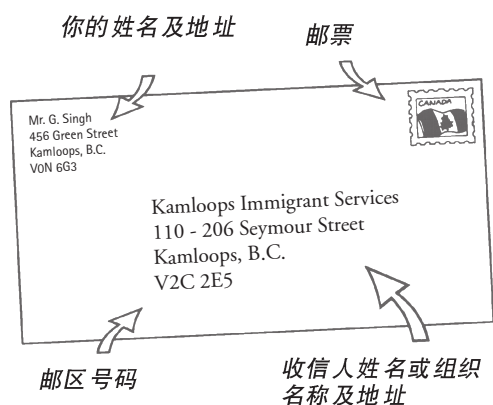 你的姓名及地址
邮票
CANADA
Mr. G. Singh
456 Green Street
Kamloops, B.C.
V0N 6G3
Kamloops Immigrant Services
110 - 206 Seymour Street
Kamloops, B.C.
V2C 2E5
邮区号码
收信人姓名或组织
名称及地址